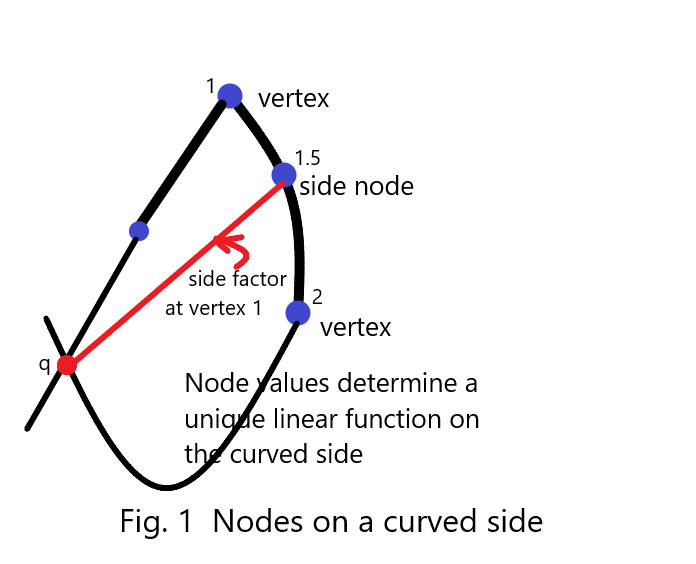 1
vertex
1.5
side node
side factor
at vertex 1
2
vertex
q
Node values determine a
unique linear function on
the curved side
Fig. 1 Nodes on a curved side